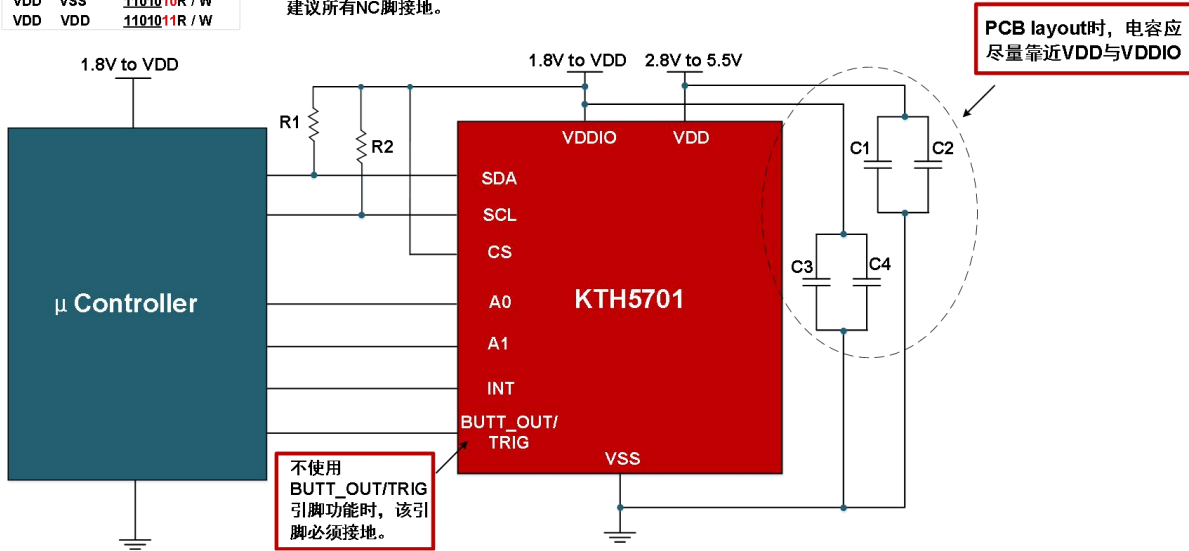 VDD VSS 1101010R / W
VDD VDD 1101011R / W
建议所有NC脚接地。
PCB layout时，电容应
尽量靠近VDD与VDDIO
1.8V to VDD
1.8V to VDD
2.8V to 5.5V
R1
R2
VDDIO
VDD
C1
C2
SDA
SCL
CS
C3
C4
μ Controller
A0
KTH5701
A1
INT
BUTT_OUT/
TRIG
VSS
不使用
BUTT_OUT/TRIG
引脚功能时，该引
脚必须接地。